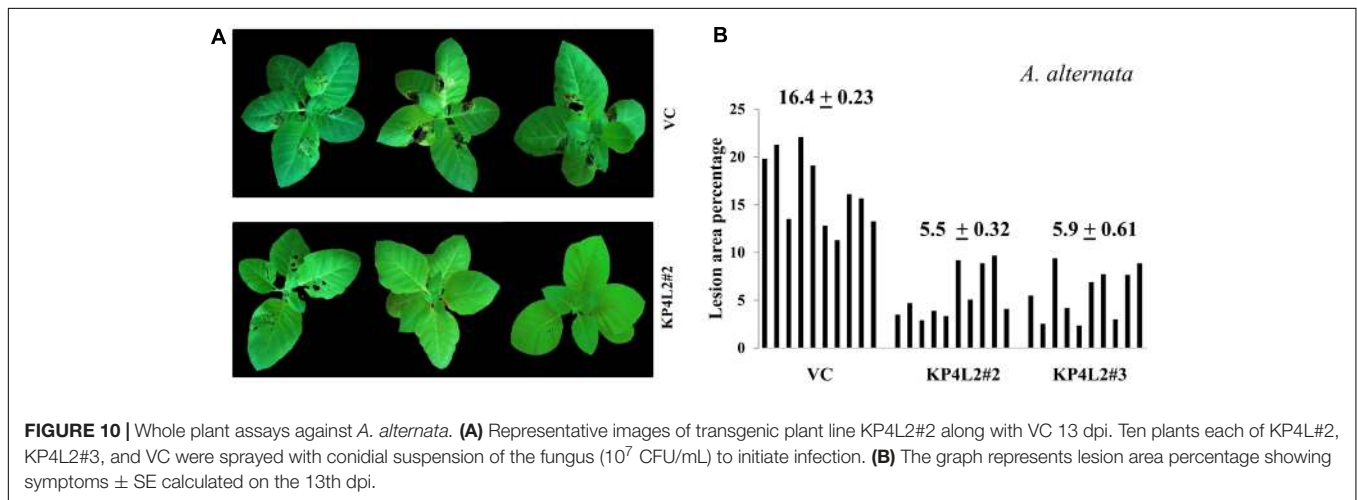 A
VC
KP4L2#2
B
A. alternata
Lesion area percentage
25
20
15
10
5
0
16.4 ± 0.23
5.5 ± 0.32
5.9 ± 0.61
VC
KP4L2#2
KP4L2#3
FIGURE 10 | Whole plant assays against A. alternata. (A) Representative images of transgenic plant line KP4L2#2 along with VC 13 dpi. Ten plants each of KP4L#2,
KP4L2#3, and VC were sprayed with conidial suspension of the fungus (10⁷ CFU/mL) to initiate infection. (B) The graph represents lesion area percentage showing
symptoms ± SE calculated on the 13th dpi.